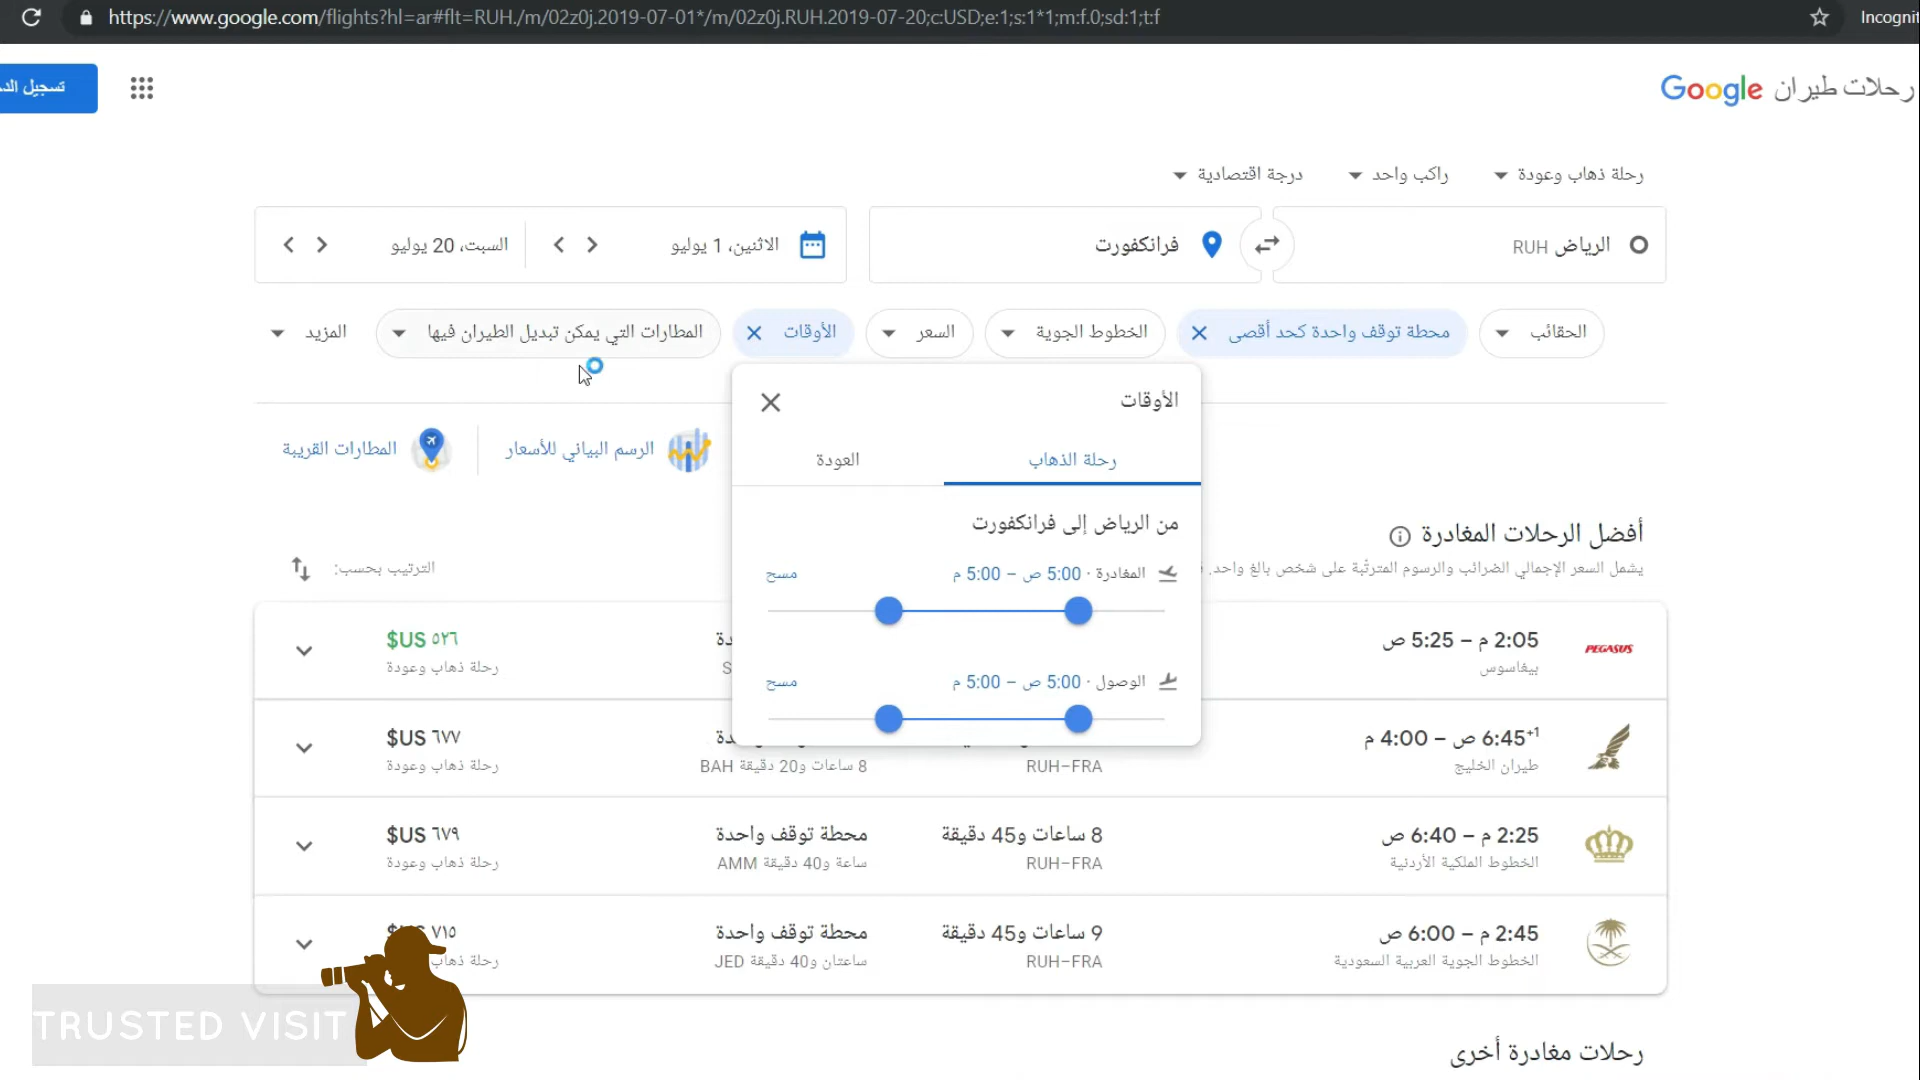 https://www.google.com/flights?hl=ar#flt=RUH./m/02z0j.2019-07-01*/m/02z0j.RUH.2019-07-20;c:USD;e:1;s:1*1;m:f.0;sd:1;t:f
رحلات طيران Google
تسجيل
رحلة ذهاب وعودة
راكب واحد
درجة اقتصادية
الرياض RUH
فرانكفورت
الاثنين، 1 يوليو
السبت، 20 يوليو
الحقائب
محطة توقف واحدة كحد أقصى
الخطوط الجوية
السعر
الأوقات
المطارات التي يمكن تبديل الطيران فيها
المزيد
الأوقات
رحلة الذهاب
العودة
من الرياض إلى فرانكفورت
المغادرة · 5:00 ص – 5:00 م
مسح
الوصول · 5:00 ص – 5:00 م
مسح
الرسم البياني للأسعار
المطارات القريبة
أفضل الرحلات المغادرة
يشمل السعر الإجمالي الضرائب والرسوم المترتّبة على شخص بالغ واحد.
الترتيب بحسب:
PEGASUS
2:05 م – 5:25 ص
بيغاسوس
$US ٥٢٦
رحلة ذهاب وعودة
6:45+1 ص – 4:00 م
طيران الخليج
RUH–FRA
8 ساعات و20 دقيقة BAH
$US ٦٧٧
رحلة ذهاب وعودة
2:25 م – 6:40 ص
الخطوط الملكية الأردنية
8 ساعات و45 دقيقة
RUH–FRA
محطة توقف واحدة
ساعة و40 دقيقة AMM
$US ٦٧٩
رحلة ذهاب وعودة
2:45 م – 6:00 ص
الخطوط الجوية العربية السعودية
9 ساعات و45 دقيقة
RUH–FRA
محطة توقف واحدة
ساعتان و40 دقيقة JED
٧١٥
رحلة ذهاب
رحلات مغادرة أخرى
TRUSTED VISIT